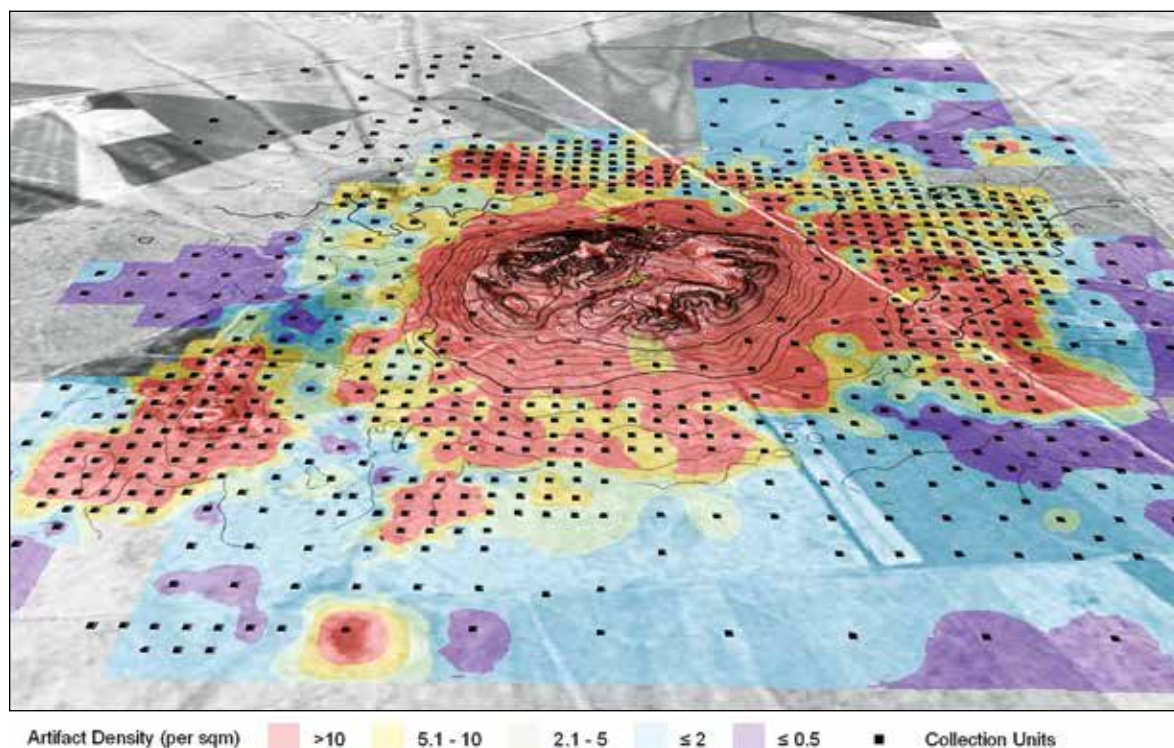 Artifact Density (per sqm) >10 5.1 - 10 2.1 - 5 ≤ 2 ≤ 0.5 Collection Units